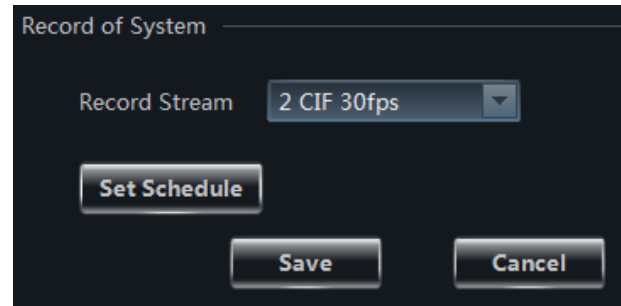 Record of System
Record Stream 2 CIF 30fps
Set Schedule
Save Cancel